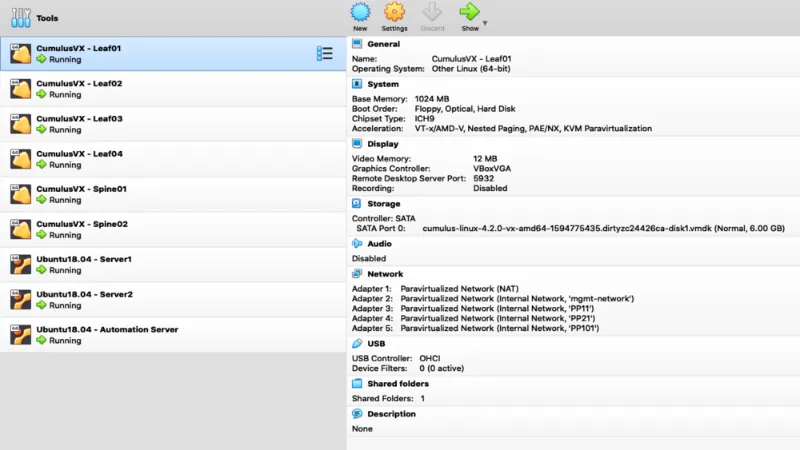 Tools
New
Settings
Discard
Show
CumulusVX - Leaf01
Running
CumulusVX - Leaf02
Running
CumulusVX - Leaf03
Running
CumulusVX - Leaf04
Running
CumulusVX - Spine01
Running
CumulusVX - Spine02
Running
Ubuntu18.04 - Server1
Running
Ubuntu18.04 - Server2
Running
Ubuntu18.04 - Automation Server
Running
General
Name: CumulusVX - Leaf01
Operating System: Other Linux (64-bit)
System
Base Memory: 1024 MB
Boot Order: Floppy, Optical, Hard Disk
Chipset Type: ICH9
Acceleration: VT-x/AMD-V, Nested Paging, PAE/NX, KVM Paravirtualization
Display
Video Memory: 12 MB
Graphics Controller: VBoxVGA
Remote Desktop Server Port: 5932
Recording: Disabled
Storage
Controller: SATA
SATA Port 0: cumulus-linux-4.2.0-vx-amd64-1594775435.dirtyzc24426ca-disk1.vmdk (Normal, 6.00 GB)
Audio
Disabled
Network
Adapter 1: Paravirtualized Network (NAT)
Adapter 2: Paravirtualized Network (Internal Network, 'mgmt-network')
Adapter 3: Paravirtualized Network (Internal Network, 'PP11')
Adapter 4: Paravirtualized Network (Internal Network, 'PP21')
Adapter 5: Paravirtualized Network (Internal Network, 'PP101')
USB
USB Controller: OHCI
Device Filters: 0 (0 active)
Shared folders
Shared Folders: 1
Description
None